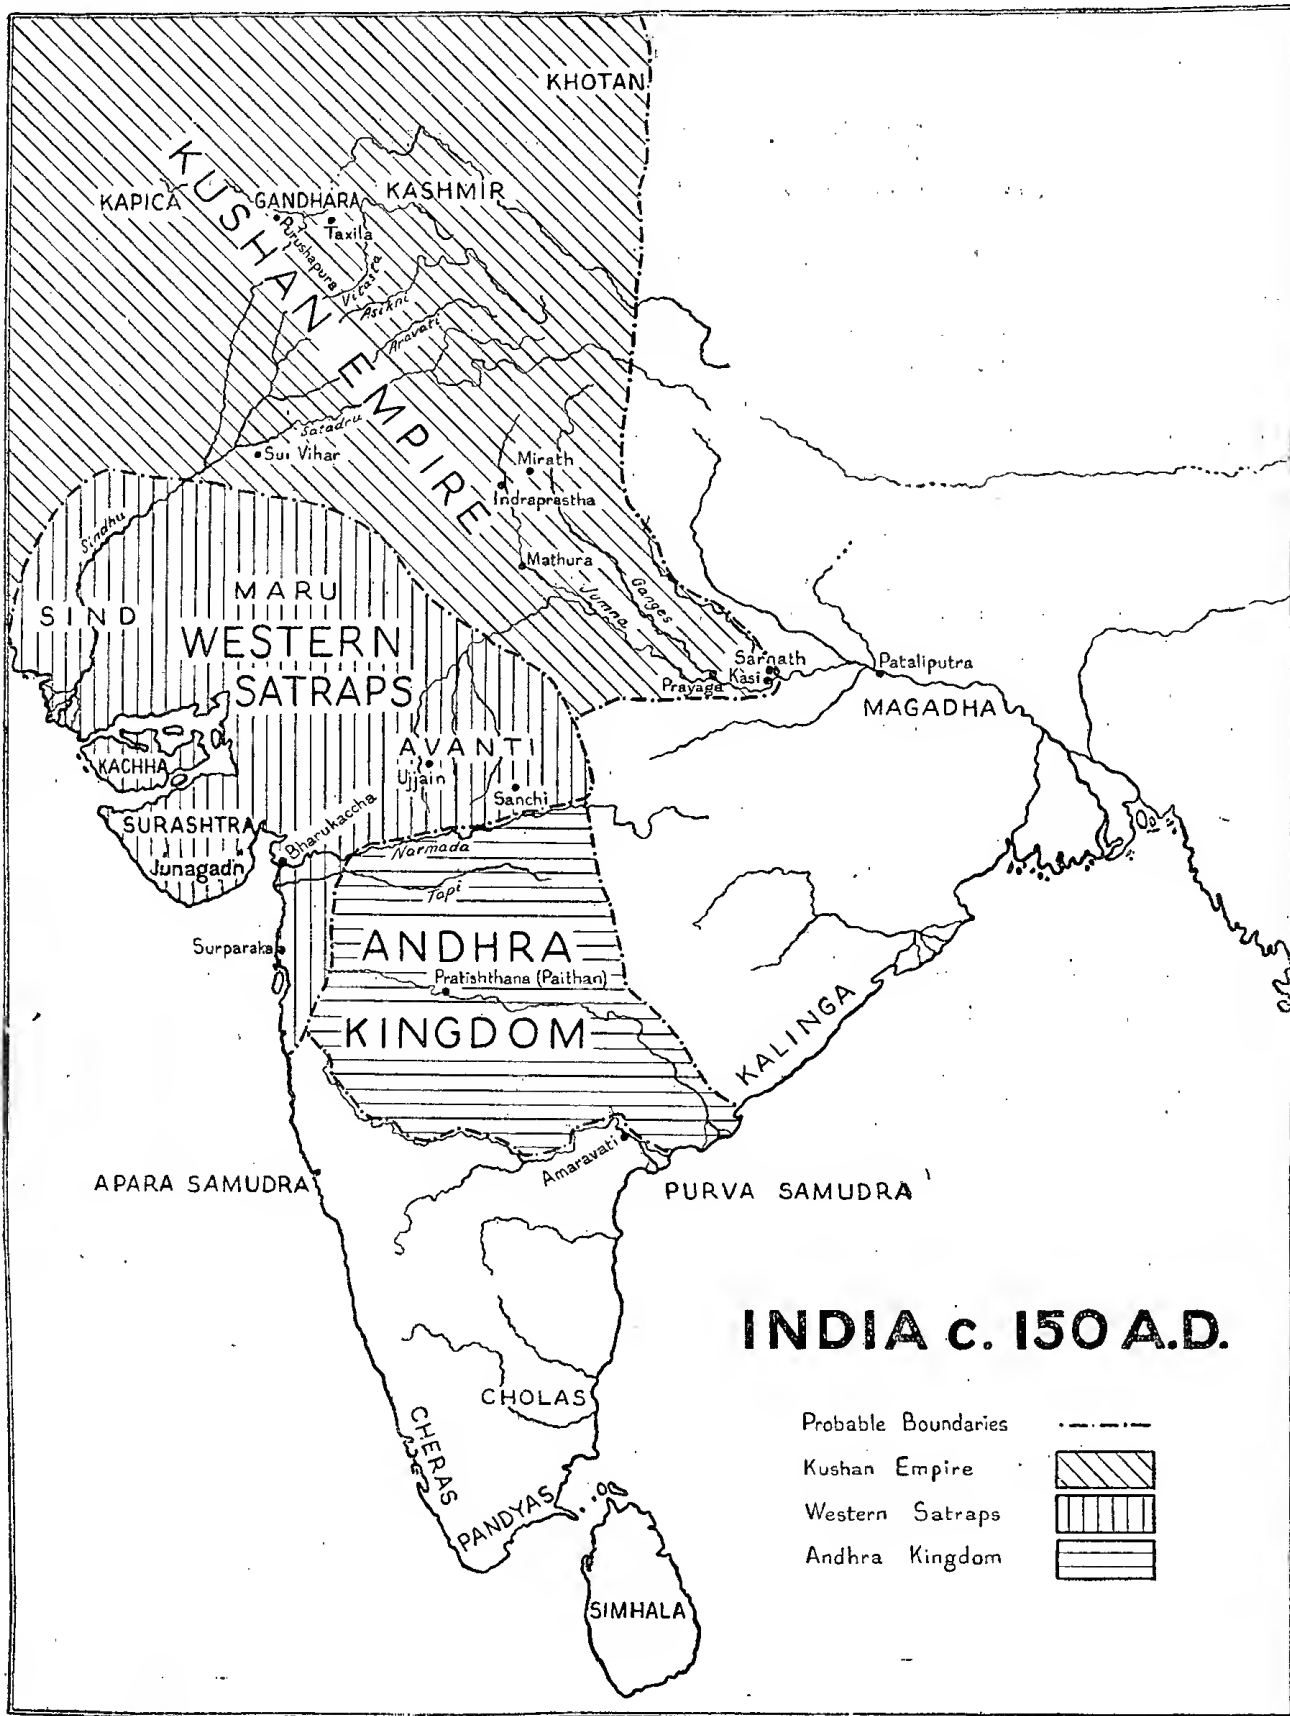 KHOTAN
KUSHAN EMPIRE
KAPICA
GANDHARA
KASHMIR
Purushapura
Taxila
Vitasta
Asikni
Aravati
Satadru
Sui Vihar
Mirath
Indraprastha
Mathura
Jumna
Ganges
Sindhu
SIND
MARU
WESTERN
SATRAPS
Sarnath
Kasi
Prayaga
Pataliputra
MAGADHA
AVANTI
Ujjain
Sanchi
KACHHA
SURASHTRA
Junagadh
Bharukaccha
Narmada
Tapi
Surparaka
ANDHRA
Pratishthana (Paithan)
KINGDOM
KALINGA
Amaravati
APARA SAMUDRA
PURVA SAMUDRA
INDIA c. 150 A.D.
Probable Boundaries
Kushan Empire
Western Satraps
Andhra Kingdom
CHOLAS
CHERAS
PANDYAS
SIMHALA